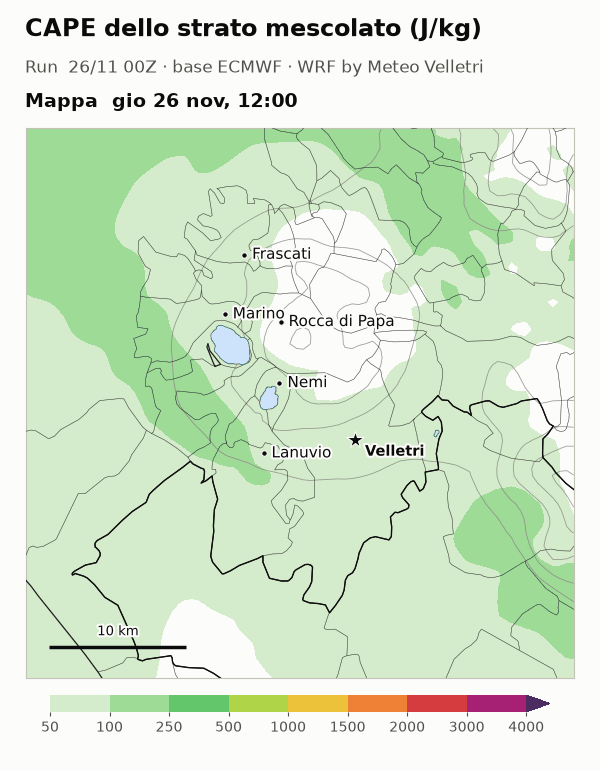 CAPE dello strato mescolato (J/kg)
Run  26/11 00Z · base ECMWF · WRF by Meteo Velletri
Mappa  gio 26 nov, 12:00
Frascati
Marino
Rocca di Papa
Nemi
Velletri
Lanuvio
10 km
50 100 250 500 1000 1500 2000 3000 4000